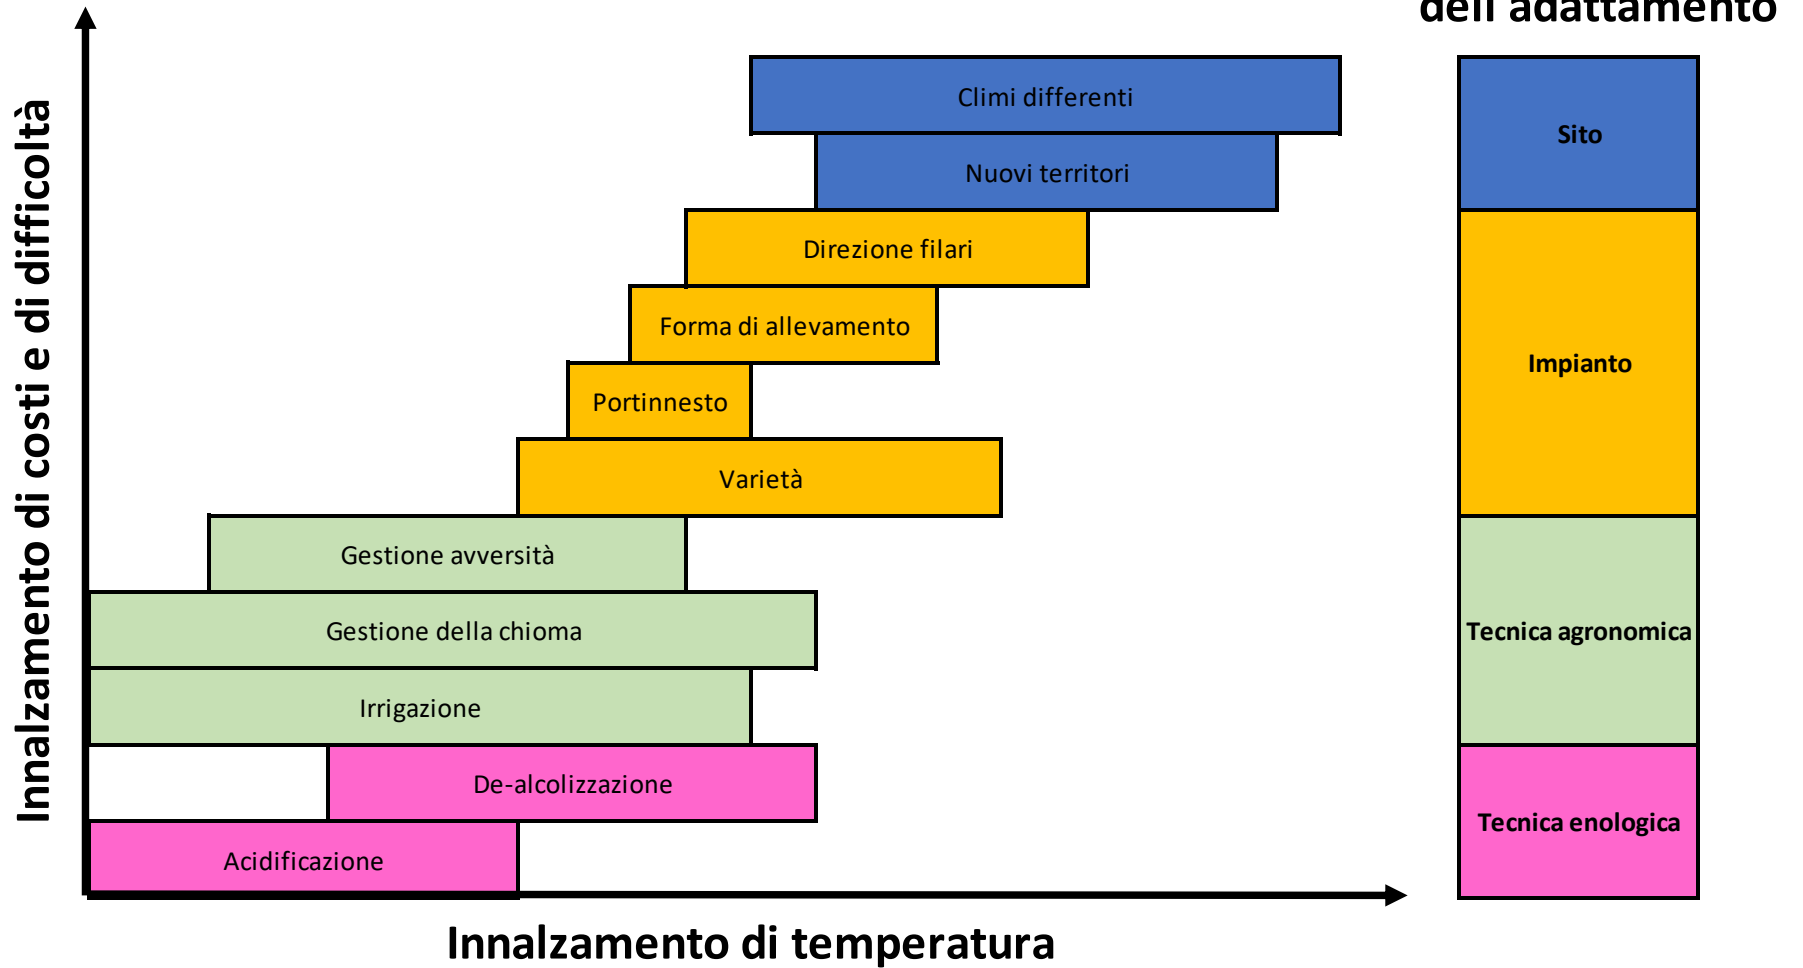 dell'adattamento
Climi differenti
Sito
Nuovi territori
Direzione filari
Forma di allevamento
Impianto
Portinnesto
Varietà
Gestione avversità
Gestione della chioma
Tecnica agronomica
Irrigazione
De-alcolizzazione
Tecnica enologica
Acidificazione
Innalzamento di costi e di difficoltà
Innalzamento di temperatura